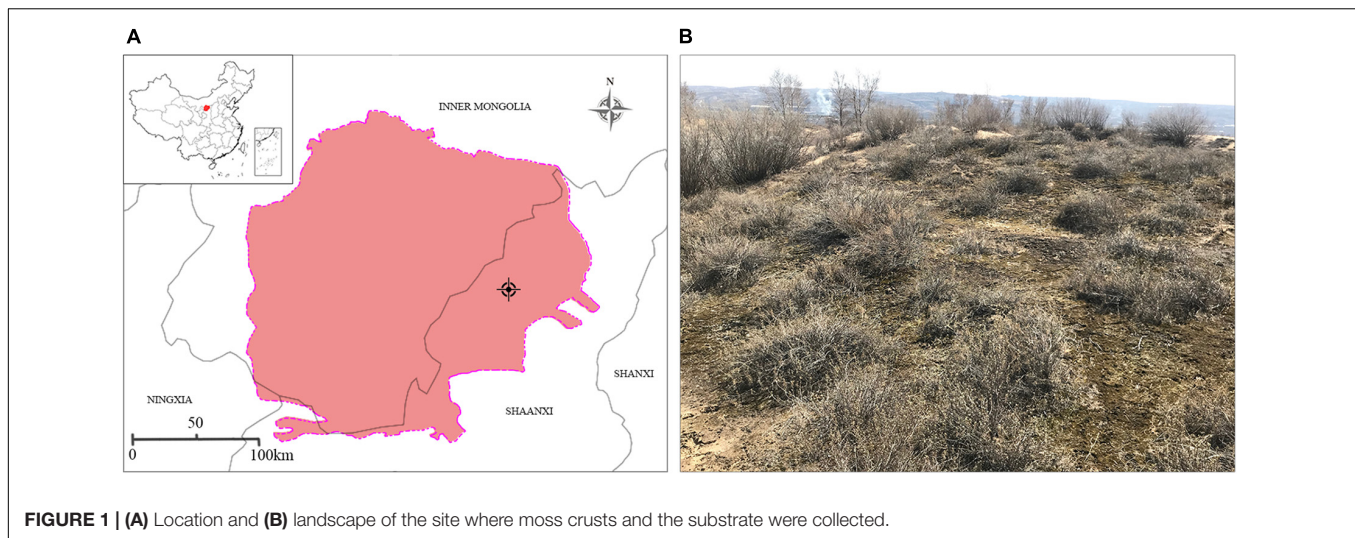 A
B
N
INNER MONGOLIA
SHANXI
NINGXIA
SHAANXI
50
0
100km
FIGURE 1 | (A) Location and (B) landscape of the site where moss crusts and the substrate were collected.